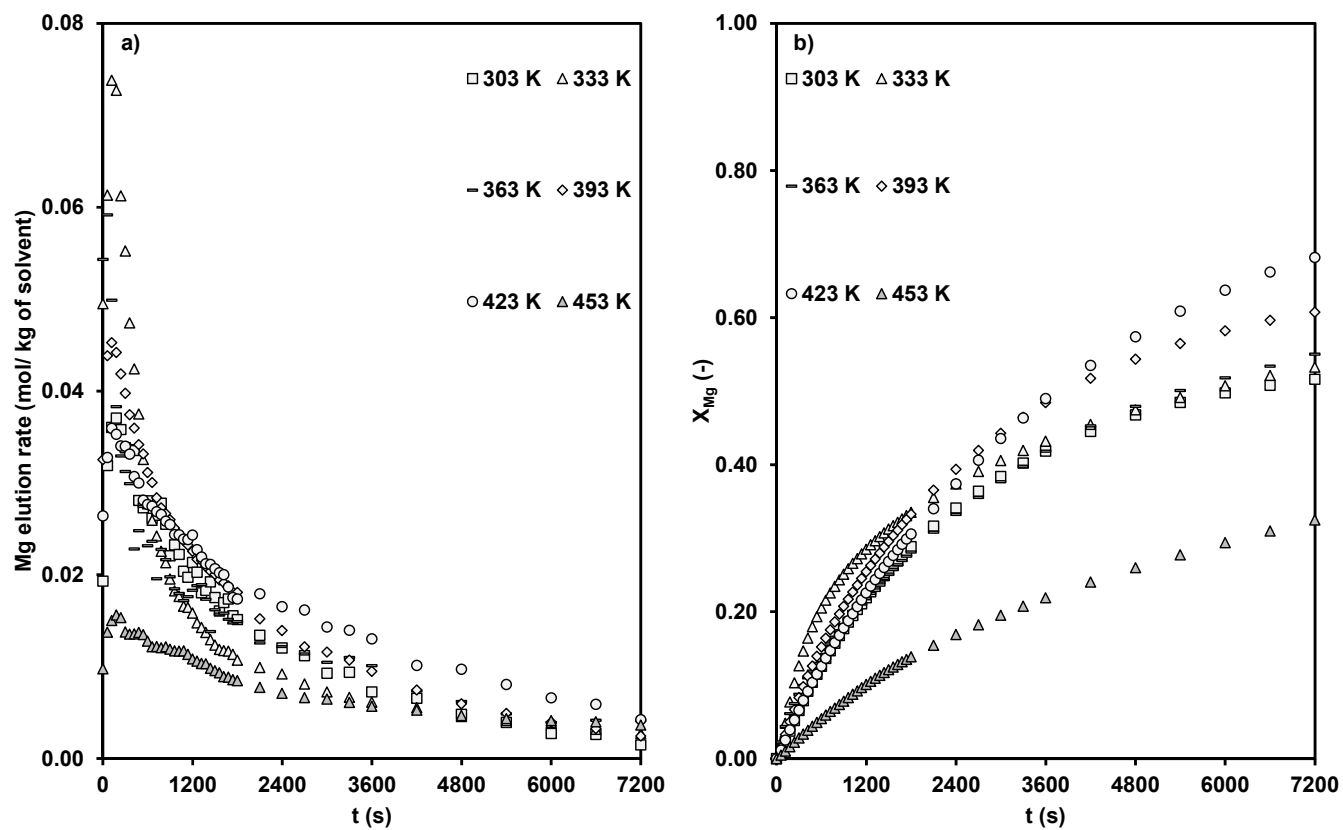 a)
303 K 333 K
363 K 393 K
423 K 453 K
0.08
0.06
0.04
0.02
0.00
0 1200 2400 3600 4800 6000 7200
t (s)
Mg elution rate (mol/ kg of solvent)
b)
303 K 333 K
363 K 393 K
423 K 453 K
1.00
0.80
0.60
0.40
0.20
0.00
0 1200 2400 3600 4800 6000 7200
t (s)
XMg (-)